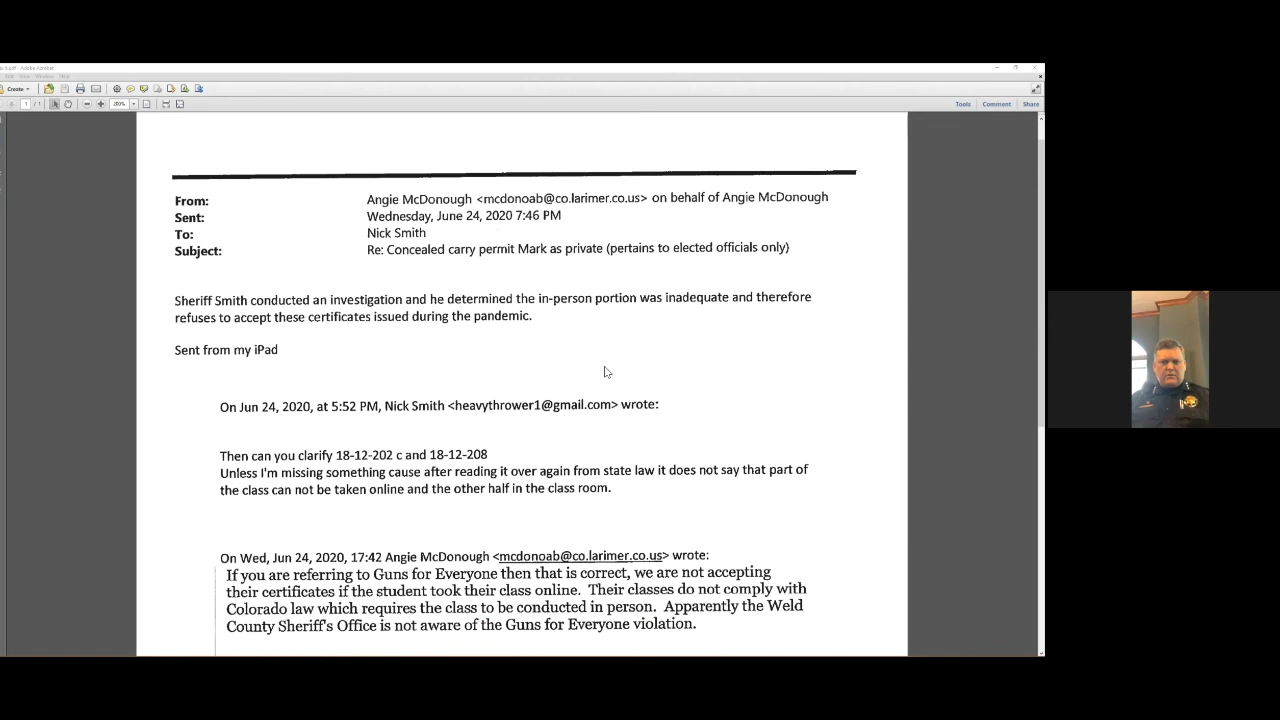 Create
1 / 1
200%
Tools Comment Share
From: Angie McDonough <mcdonoab@co.larimer.co.us> on behalf of Angie McDonough
Sent: Wednesday, June 24, 2020 7:46 PM
To: Nick Smith
Subject: Re: Concealed carry permit Mark as private (pertains to elected officials only)
Sheriff Smith conducted an investigation and he determined the in-person portion was inadequate and therefore
refuses to accept these certificates issued during the pandemic.
Sent from my iPad
On Jun 24, 2020, at 5:52 PM, Nick Smith <heavythrower1@gmail.com> wrote:
Then can you clarify 18-12-202 c and 18-12-208
Unless I'm missing something cause after reading it over again from state law it does not say that part of
the class can not be taken online and the other half in the class room.
On Wed, Jun 24, 2020, 17:42 Angie McDonough <mcdonoab@co.larimer.co.us> wrote:
If you are referring to Guns for Everyone then that is correct, we are not accepting
their certificates if the student took their class online.  Their classes do not comply with
Colorado law which requires the class to be conducted in person.  Apparently the Weld
County Sheriff's Office is not aware of the Guns for Everyone violation.